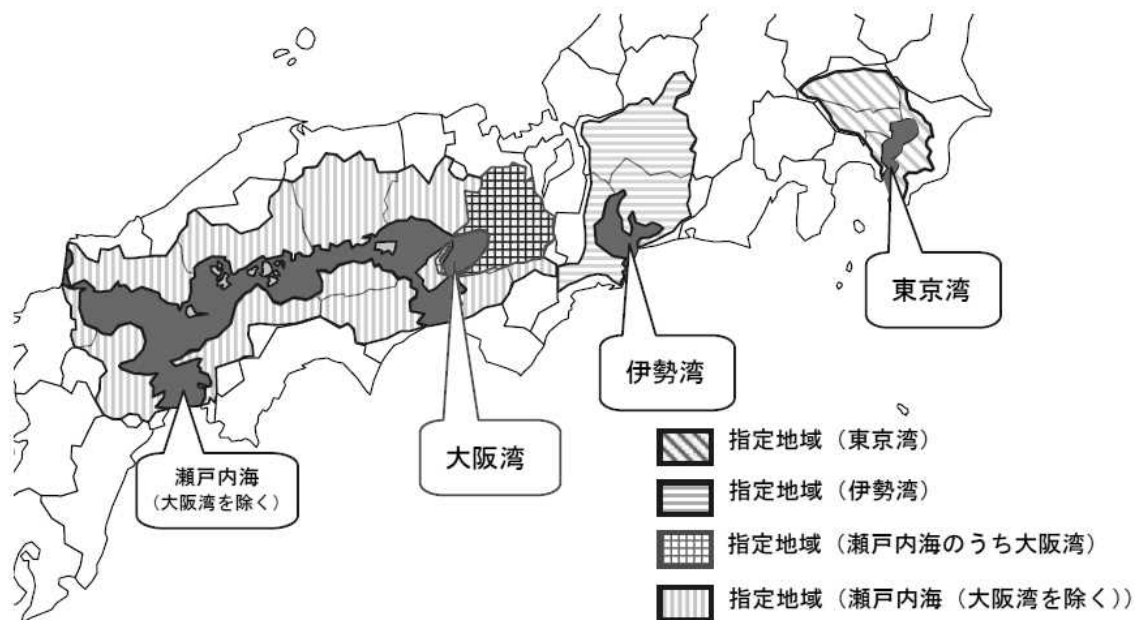 東京湾
伊勢湾
大阪湾
瀬戸内海
（大阪湾を除く）
指定地域（東京湾）
指定地域（伊勢湾）
指定地域（瀬戸内海のうち大阪湾）
指定地域（瀬戸内海（大阪湾を除く））